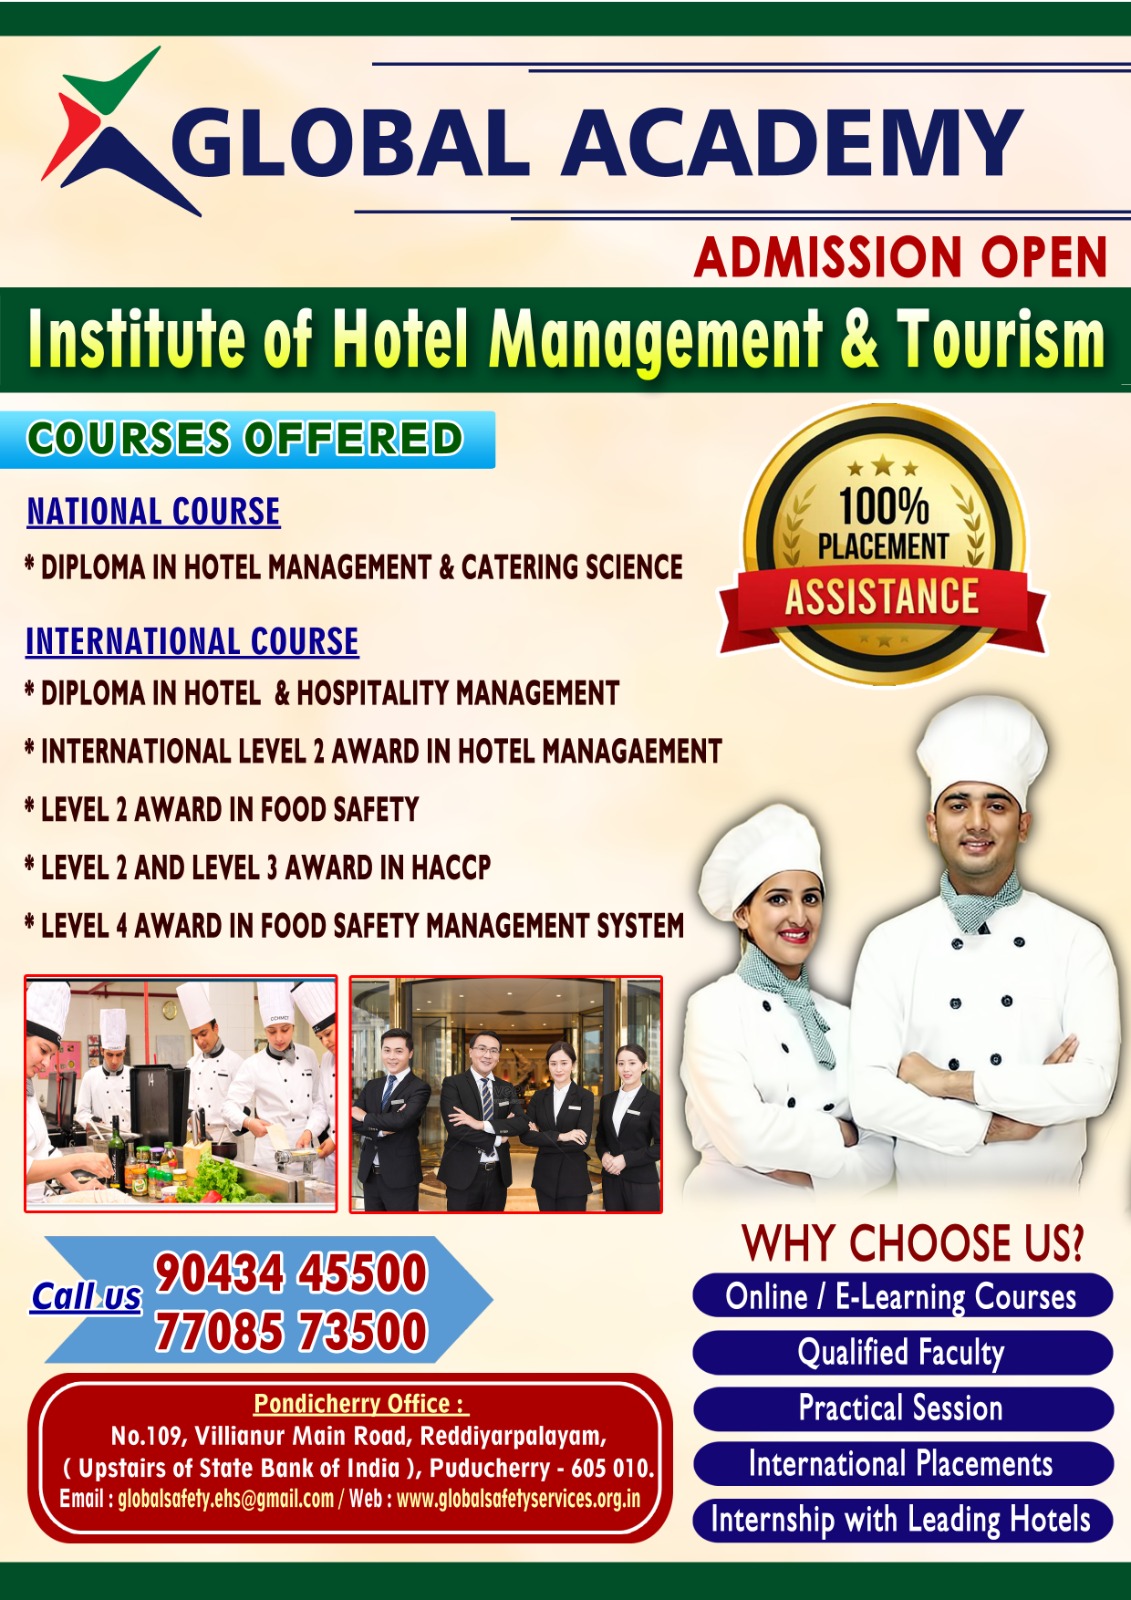 GLOBAL ACADEMY
ADMISSION OPEN
Institute of Hotel Management & Tourism
COURSES OFFERED
NATIONAL COURSE
* DIPLOMA IN HOTEL MANAGEMENT & CATERING SCIENCE
INTERNATIONAL COURSE
* DIPLOMA IN HOTEL & HOSPITALITY MANAGEMENT
* INTERNATIONAL LEVEL 2 AWARD IN HOTEL MANAGAEMENT
* LEVEL 2 AWARD IN FOOD SAFETY
* LEVEL 2 AND LEVEL 3 AWARD IN HACCP
* LEVEL 4 AWARD IN FOOD SAFETY MANAGEMENT SYSTEM
100%
PLACEMENT
ASSISTANCE
Call us
90434 45500
77085 73500
Pondicherry Office :
No.109, Villianur Main Road, Reddiyarpalayam,
( Upstairs of State Bank of India ), Puducherry - 605 010.
Email : globalsafety.ehs@gmail.com / Web : www.globalsafetyservices.org.in
WHY CHOOSE US?
Online / E-Learning Courses
Qualified Faculty
Practical Session
International Placements
Internship with Leading Hotels